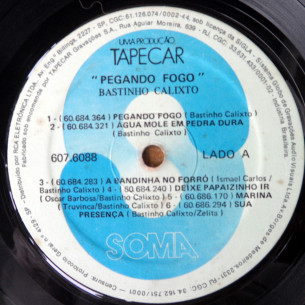 UMA PRODUÇÃO
TAPECAR
"PEGANDO FOGO"
BASTINHO CALIXTO
1 - (60.684.364) PEGANDO FOGO (Bastinho Calixto)
2 - (60.684.321) ÁGUA MOLE EM PEDRA DURA
(Bastinho Calixto)
607.6088
LADO A
3 - (60.684.283) A BANDINHA NO FORRÓ (Ismael Carlos/
Bastinho Calixto) 4 - (60.684.240) DEIXE PAPAIZINHO IR
(Oscar Barbosa/Bastinho Calixto) 5 - (60.686.170) MARINA
(Truvinca/Bastinho Calixto) 6 - (60.686.294) SUA
PRESENÇA (Bastinho Calixto/Zelita)
SOMA